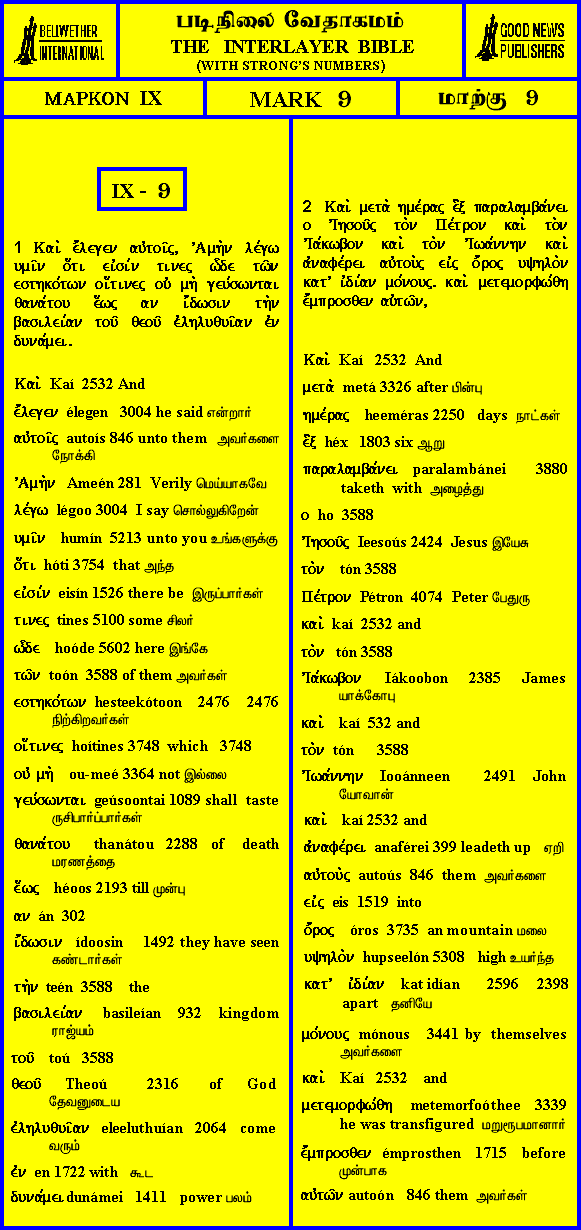 BELLWETHER
INTERNATIONAL
படிநிலை வேதாகமம்
THE INTERLAYER BIBLE
(WITH STRONG'S NUMBERS)
GOOD NEWS
PUBLISHERS
ΜΑΡΚΟΝ IX
MARK 9
மாற்கு 9
IX - 9
1 Καὶ ἔλεγεν αὐτοῖς, Ἀμὴν λέγω
υμῖν ὅτι εἰσίν τινες ὧδε τῶν
εστηκότων οἵτινες οὐ μὴ γεύσωνται
θανάτου ἕως αν ἴδωσιν τὴν
βασιλείαν τοῦ θεοῦ ἐληλυθυῖαν ἐν
δυνάμει.
Καὶ Kaí 2532 And
ἔλεγεν élegen 3004 he said என்றார்
αὐτοῖς autoís 846 unto them அவர்களை
நோக்கி
Ἀμὴν Ameén 281 Verily மெய்யாகவே
λέγω légoo 3004 I say சொல்லுகிறேன்
υμῖν humín 5213 unto you உங்களுக்கு
ὅτι hóti 3754 that அந்த
εἰσίν eisín 1526 there be இருப்பார்கள்
τινες tines 5100 some சிலர்
ὧδε hoóde 5602 here இங்கே
τῶν toón 3588 of them அவர்கள்
εστηκότων hesteekótoon 2476 2476
நிற்கிறவர்கள்
οἵτινες hoítines 3748 which 3748
οὐ μὴ ou-meé 3364 not இல்லை
γεύσωνται geúsoontai 1089 shall taste
ருசிபார்ப்பார்கள்
θανάτου thanátou 2288 of death
மரணத்தை
ἕως héoos 2193 till முன்பு
αν án 302
ἴδωσιν ídoosin 1492 they have seen
கண்டார்கள்
τὴν teén 3588 the
βασιλείαν basileían 932 kingdom
ராஜ்யம்
τοῦ toú 3588
θεοῦ Theoú 2316 of God
தேவனுடைய
ἐληλυθυῖαν eleeluthuían 2064 come
வரும்
ἐν en 1722 with கூட
δυνάμει dunámei 1411 power பலம்
2 Καὶ μετὰ ημέρας ἓξ παραλαμβάνει
ο Ἰησοῦς τὸν Πέτρον καὶ τὸν
Ἰάκωβον καὶ τὸν Ἰωάννην καὶ
ἀναφέρει αὐτοὺς εἰς ὄρος υψηλὸν
κατ' ἰδίαν μόνους. καὶ μετεμορφώθη
ἔμπροσθεν αὐτῶν,
Καὶ Kaí 2532 And
μετὰ metá 3326 after பின்பு
ημέρας heeméras 2250 days நாட்கள்
ἓξ héx 1803 six ஆறு
παραλαμβάνει paralambánei 3880
taketh with அழைத்து
ο ho 3588
Ἰησοῦς Ieesoús 2424 Jesus இயேசு
τὸν tón 3588
Πέτρον Pétron 4074 Peter பேதுரு
καὶ kaí 2532 and
τὸν tón 3588
Ἰάκωβον Iákoobon 2385 James
யாக்கோபு
καὶ kaí 532 and
τὸν tón 3588
Ἰωάννην Iooánneen 2491 John
யோவான்
καὶ kaí 2532 and
ἀναφέρει anaférei 399 leadeth up ஏறி
αὐτοὺς autoús 846 them அவர்களை
εἰς eis 1519 into
ὄρος óros 3735 an mountain மலை
υψηλὸν hupseelón 5308 high உயர்ந்த
κατ' ἰδίαν kat idían 2596 2398
apart தனியே
μόνους mónous 3441 by themselves
அவர்களை
καὶ Kaí 2532 and
μετεμορφώθη metemorfoóthee 3339
he was transfigured மறுரூபமானார்
ἔμπροσθεν émprosthen 1715 before
முன்பாக
αὐτῶν autoón 846 them அவர்கள்